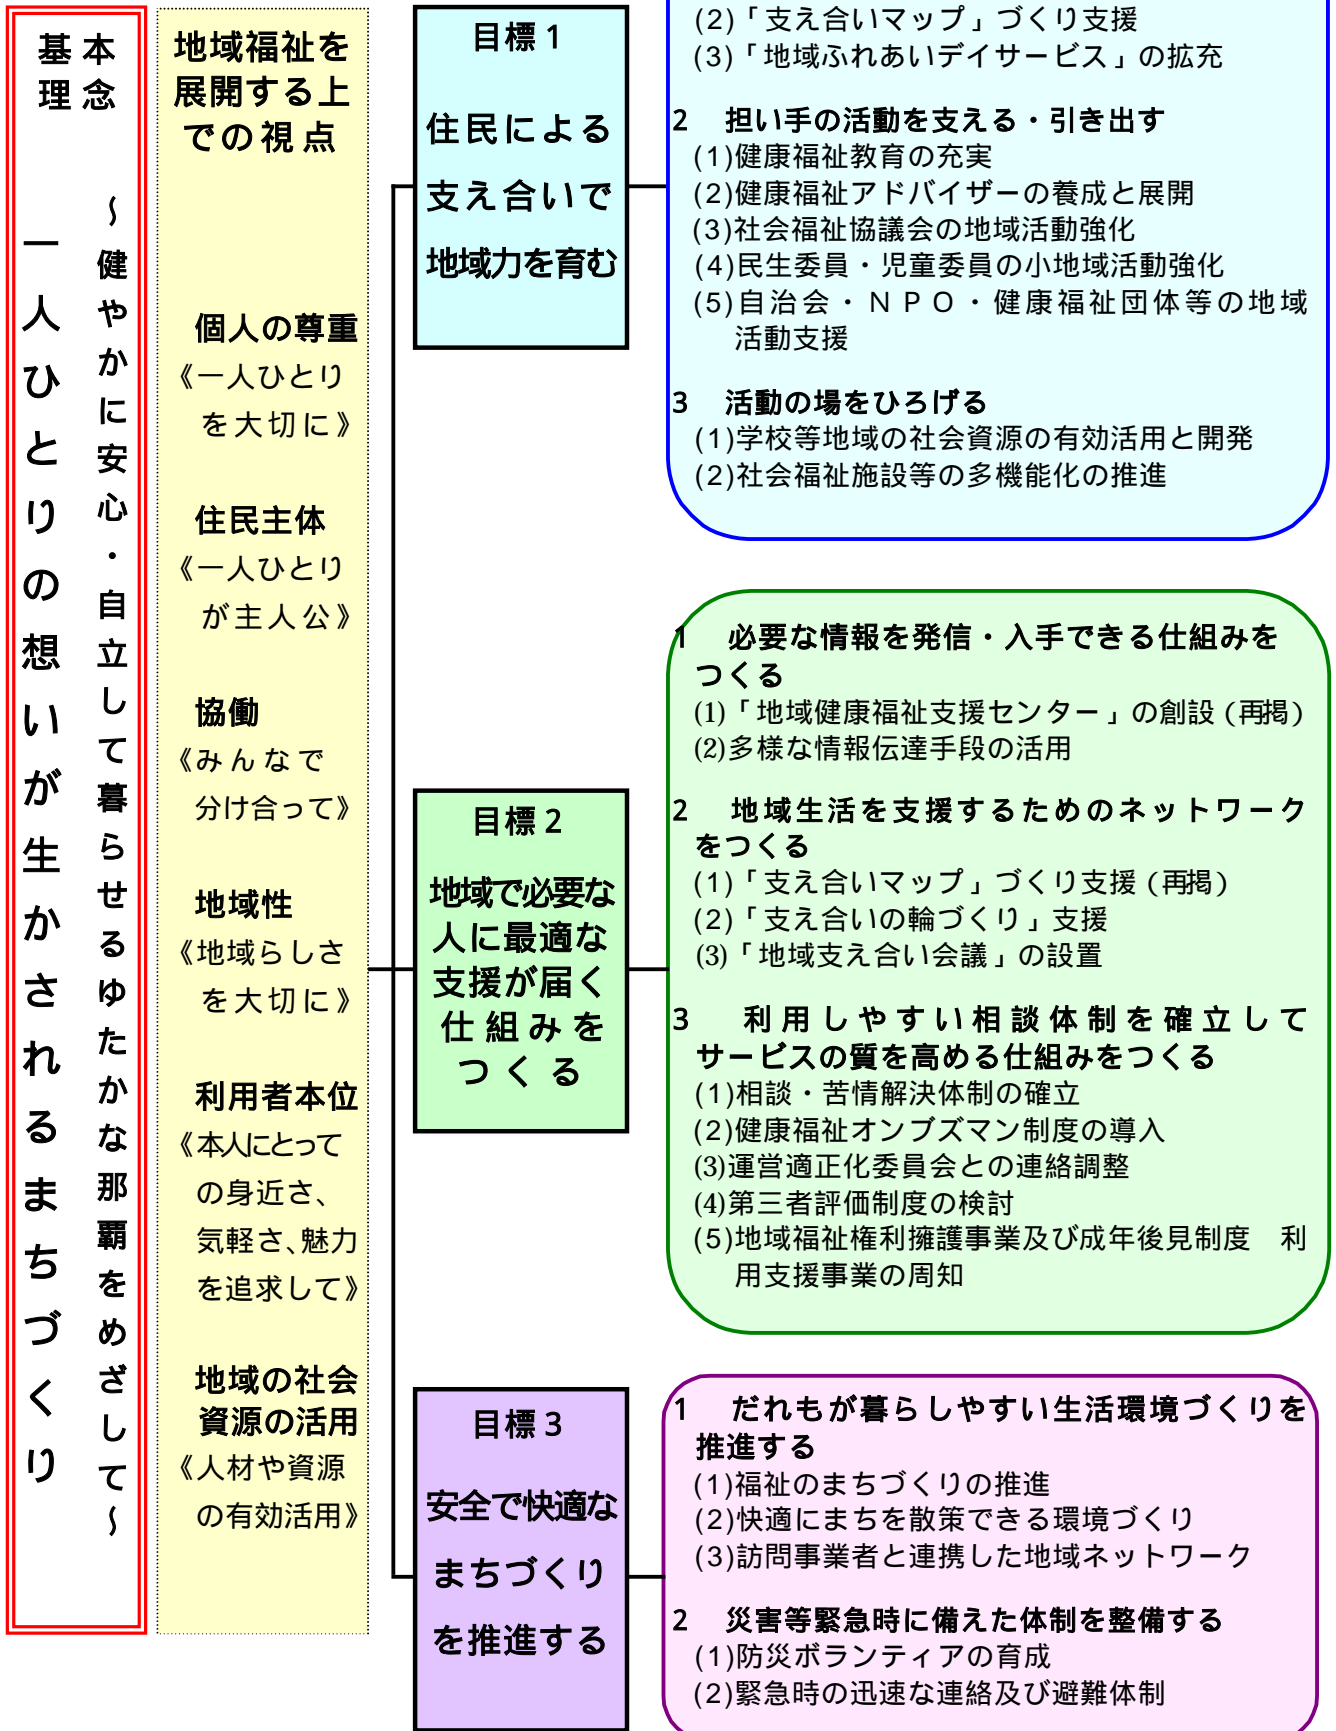 基本
理念
一人ひとりの想いが生かされるまちづくり
～健やかに安心・自立して暮らせるゆたかな那覇をめざして～
地域福祉を
展開する上
での視点
個人の尊重
《一人ひとり
を大切に》
住民主体
《一人ひとり
が主人公》
協働
《みんなで
分け合って》
地域性
《地域らしさ
を大切に》
利用者本位
《本人にとって
の身近さ、
気軽さ、魅力
を追求して》
地域の社会
資源の活用
《人材や資源
の有効活用》
目標１
住民による
支え合いで
地域力を育む
(2)「支え合いマップ」づくり支援
(3)「地域ふれあいデイサービス」の拡充
2　担い手の活動を支える・引き出す
(1)健康福祉教育の充実
(2)健康福祉アドバイザーの養成と展開
(3)社会福祉協議会の地域活動強化
(4)民生委員・児童委員の小地域活動強化
(5)自治会・ＮＰＯ・健康福祉団体等の地域
活動支援
3　活動の場をひろげる
(1)学校等地域の社会資源の有効活用と開発
(2)社会福祉施設等の多機能化の推進
目標２
地域で必要な
人に最適な
支援が届く
仕組みを
つくる
1　必要な情報を発信・入手できる仕組みを
つくる
(1)「地域健康福祉支援センター」の創設（再掲）
(2)多様な情報伝達手段の活用
2　地域生活を支援するためのネットワーク
をつくる
(1)「支え合いマップ」づくり支援（再掲）
(2)「支え合いの輪づくり」支援
(3)「地域支え合い会議」の設置
3　利用しやすい相談体制を確立して
サービスの質を高める仕組みをつくる
(1)相談・苦情解決体制の確立
(2)健康福祉オンブズマン制度の導入
(3)運営適正化委員会との連絡調整
(4)第三者評価制度の検討
(5)地域福祉権利擁護事業及び成年後見制度　利
用支援事業の周知
目標３
安全で快適な
まちづくり
を推進する
1　だれもが暮らしやすい生活環境づくりを
推進する
(1)福祉のまちづくりの推進
(2)快適にまちを散策できる環境づくり
(3)訪問事業者と連携した地域ネットワーク
2　災害等緊急時に備えた体制を整備する
(1)防災ボランティアの育成
(2)緊急時の迅速な連絡及び避難体制